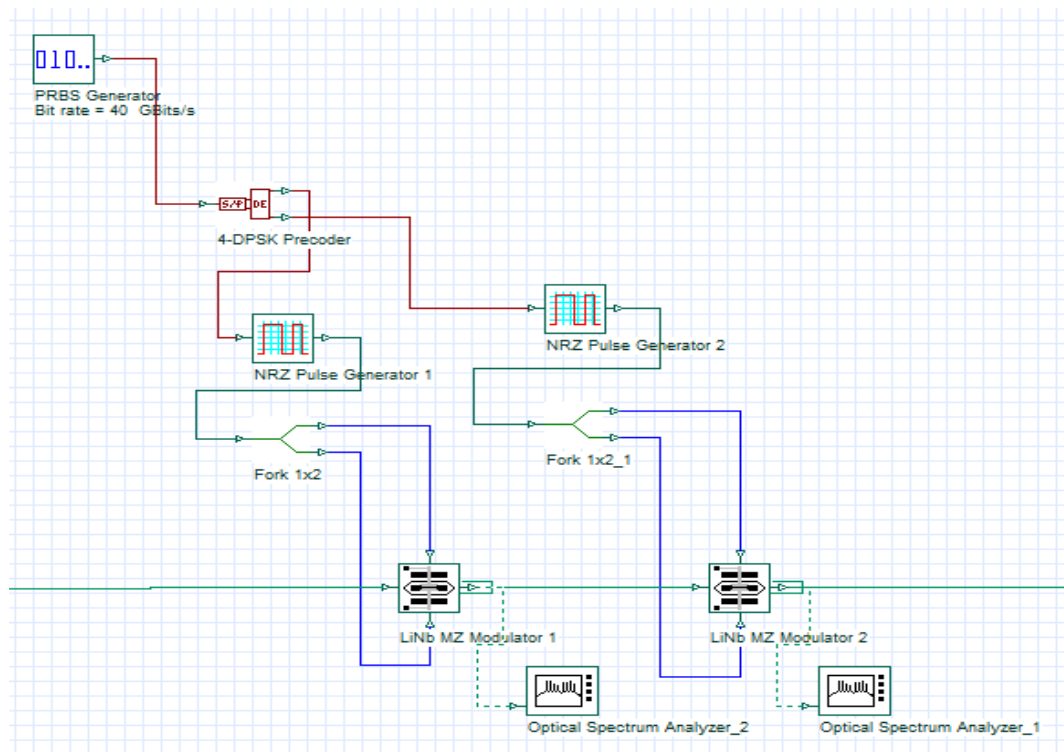 010..
PRBS Generator
Bit rate = 40 GBits/s
S/P DE
4-DPSK Precoder
NRZ Pulse Generator 2
NRZ Pulse Generator 1
Fork 1x2_1
Fork 1x2
LiNb MZ Modulator 1
LiNb MZ Modulator 2
Optical Spectrum Analyzer_2
Optical Spectrum Analyzer_1